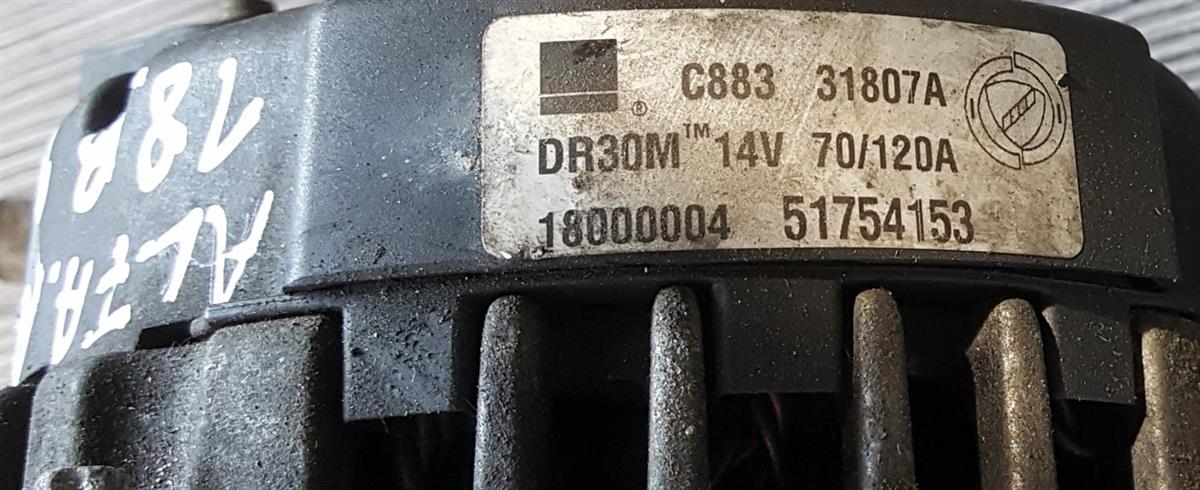 C883 31807A
DR30M™ 14V 70/120A
18000004 51754153
®